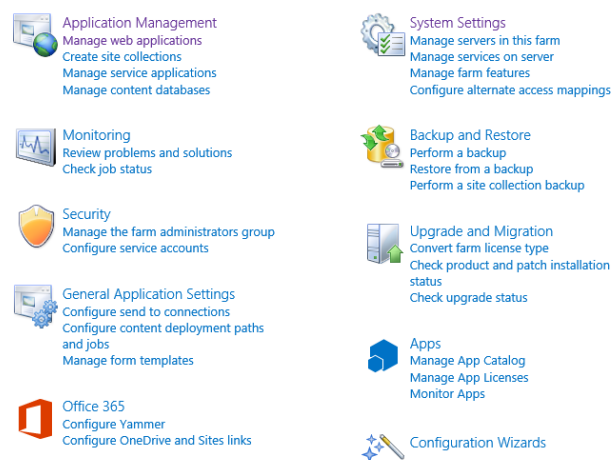 Application Management
Manage web applications
Create site collections
Manage service applications
Manage content databases
Monitoring
Review problems and solutions
Check job status
Security
Manage the farm administrators group
Configure service accounts
General Application Settings
Configure send to connections
Configure content deployment paths
and jobs
Manage form templates
Office 365
Configure Yammer
Configure OneDrive and Sites links
System Settings
Manage servers in this farm
Manage services on server
Manage farm features
Configure alternate access mappings
Backup and Restore
Perform a backup
Restore from a backup
Perform a site collection backup
Upgrade and Migration
Convert farm license type
Check product and patch installation
status
Check upgrade status
Apps
Manage App Catalog
Manage App Licenses
Monitor Apps
Configuration Wizards